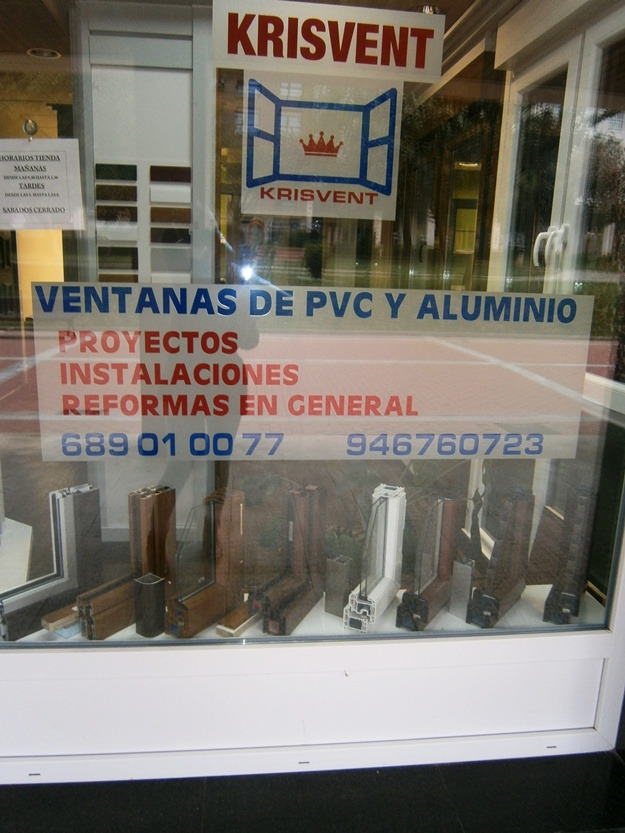 KRISVENT
KRISVENT
HORARIOS TIENDA
MAÑANAS
TARDES
SABADOS CERRADO
VENTANAS DE PVC Y ALUMINIO
PROYECTOS
INSTALACIONES
REFORMAS EN GENERAL
689 01 00 77 946760723